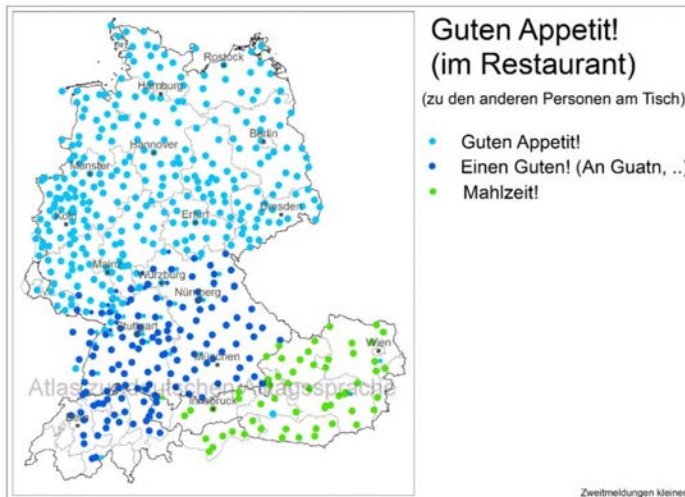 Guten Appetit!
(im Restaurant)
(zu den anderen Personen am Tisch)
Guten Appetit!
Einen Guten! (An Guatn, ..)
Mahlzeit!
Rostock
Hamburg
Berlin
Hannover
Münster
Köln
Erfurt
Dresden
Mainz
Würzburg
Nürnberg
Stuttgart
Wien
München
Atlas zur deutschen Alltagssprache
Innsbruck
Zweitmeldungen kleiner